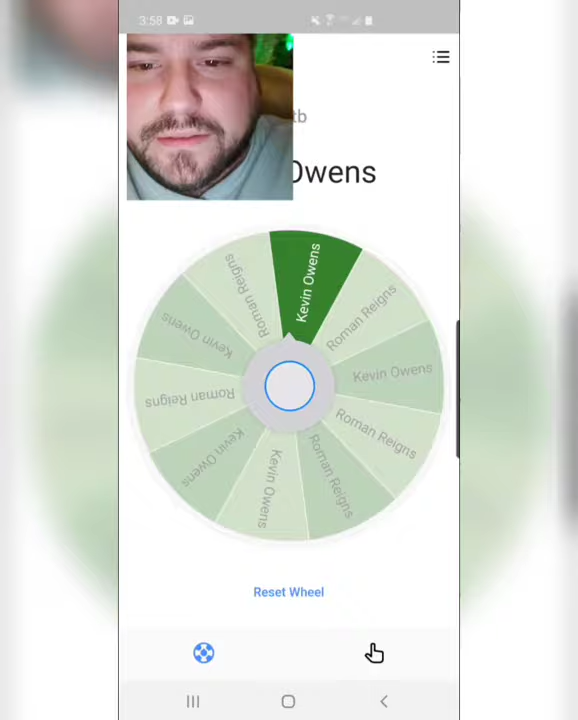 3:58
tb
Owens
Kevin Owens
Roman Reigns
Kevin Owens
Roman Reigns
Roman Reigns
Kevin Owens
Kevin Owens
Roman Reigns
Kevin Owens
Roman Reigns
Reset Wheel